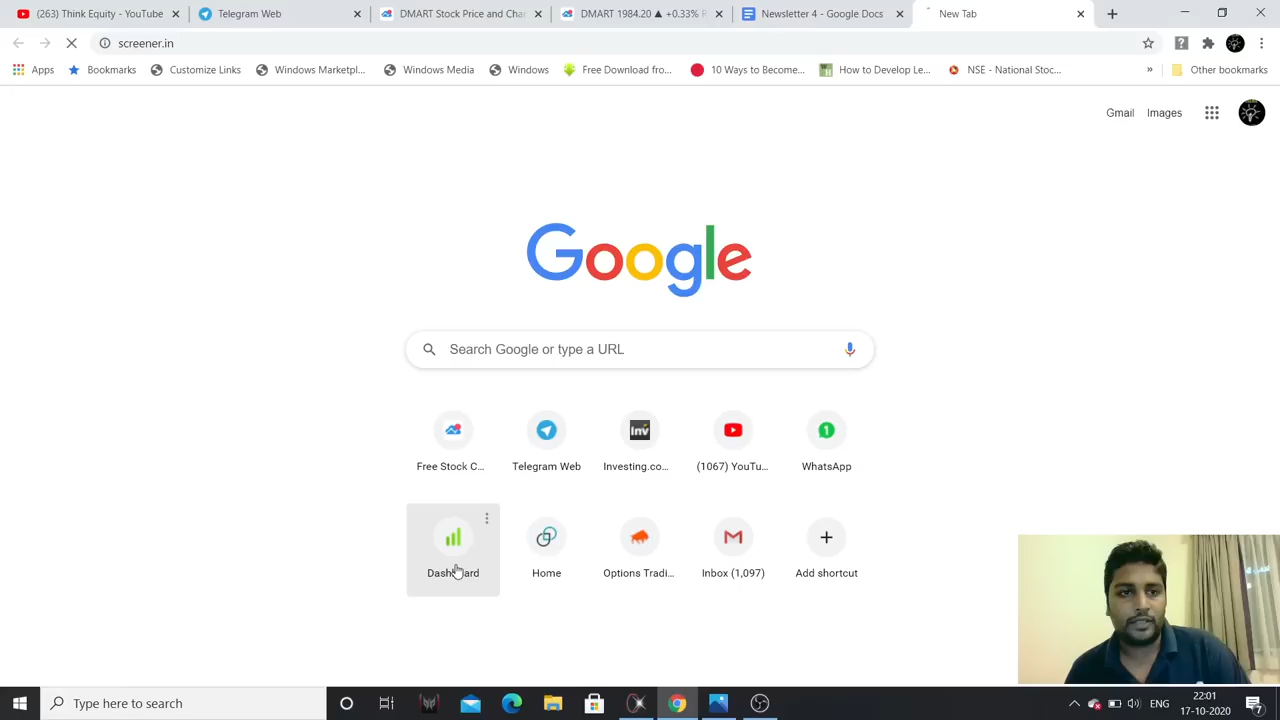 (263) Think Equity - YouTube
Telegram Web
DMART Stock Price and Char
DMART 1984.20 ▲ +0.33% R
Newsletter 4 - Google Docs
New Tab
screener.in
Apps
Bookmarks
Customize Links
Windows Marketpl...
Windows Media
Windows
Free Download fro...
10 Ways to Become...
How to Develop Le...
NSE - National Stoc...
»
Other bookmarks
Gmail
Images
Google
Search Google or type a URL
Free Stock C...
Telegram Web
Inv
Investing.co...
(1067) YouTu...
1
WhatsApp
Dashboard
Home
Options Tradi...
Inbox (1,097)
Add shortcut
Type here to search
ENG
22:01
17-10-2020
7